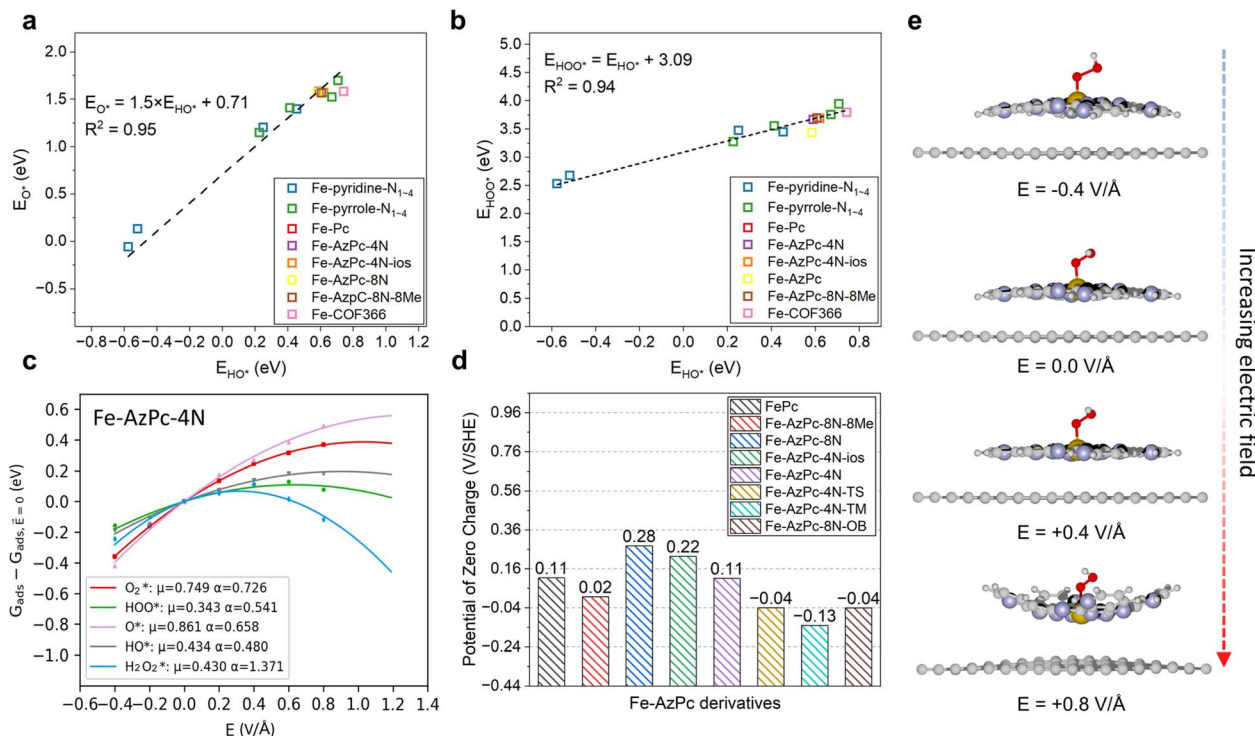 a
E_O* = 1.5×E_HO* + 0.71
R² = 0.95
E_O* (eV)
2.0
1.5
1.0
0.5
0.0
−0.5
−0.8 −0.6 −0.4 −0.2 0.0 0.2 0.4 0.6 0.8 1.0 1.2
E_HO* (eV)
Fe-pyridine-N₁~₄
Fe-pyrrole-N₁~₄
Fe-Pc
Fe-AzPc-4N
Fe-AzPc-4N-ios
Fe-AzPc-8N
Fe-AzpC-8N-8Me
Fe-COF366
b
E_HOO* = E_HO* + 3.09
R² = 0.94
E_HOO* (eV)
5.0
4.5
4.0
3.5
3.0
2.5
2.0
1.5
1.0
0.5
0.0
−0.8 −0.6 −0.4 −0.2 0.0 0.2 0.4 0.6 0.8 1.0 1.2
E_HO* (eV)
Fe-pyridine-N₁~₄
Fe-pyrrole-N₁~₄
Fe-Pc
Fe-AzPc-4N
Fe-AzPc-4N-ios
Fe-AzPc
Fe-AzPc-8N-8Me
Fe-COF366
c
Fe-AzPc-4N
G_ads − G_ads, E⃗=0 (eV)
0.6
0.4
0.2
0.0
−0.2
−0.4
−0.6
−0.8
−1.0
O₂*: μ=0.749 α=0.726
HOO*: μ=0.343 α=0.541
O*: μ=0.861 α=0.658
HO*: μ=0.434 α=0.480
H₂O₂*: μ=0.430 α=1.371
−0.6 −0.4 −0.2 0.0 0.2 0.4 0.6 0.8 1.0 1.2 1.4
E (V/Å)
d
Potential of Zero Charge (V/SHE)
0.96
0.76
0.56
0.36
0.16
−0.04
−0.24
−0.44
FePc
Fe-AzPc-8N-8Me
Fe-AzPc-8N
Fe-AzPc-4N-ios
Fe-AzPc-4N
Fe-AzPc-4N-TS
Fe-AzPc-4N-TM
Fe-AzPc-8N-OB
0.11 0.02 0.28 0.22 0.11 −0.04 −0.13 −0.04
Fe-AzPc derivatives
e
E = -0.4 V/Å
E = 0.0 V/Å
E = +0.4 V/Å
E = +0.8 V/Å
Increasing electric field